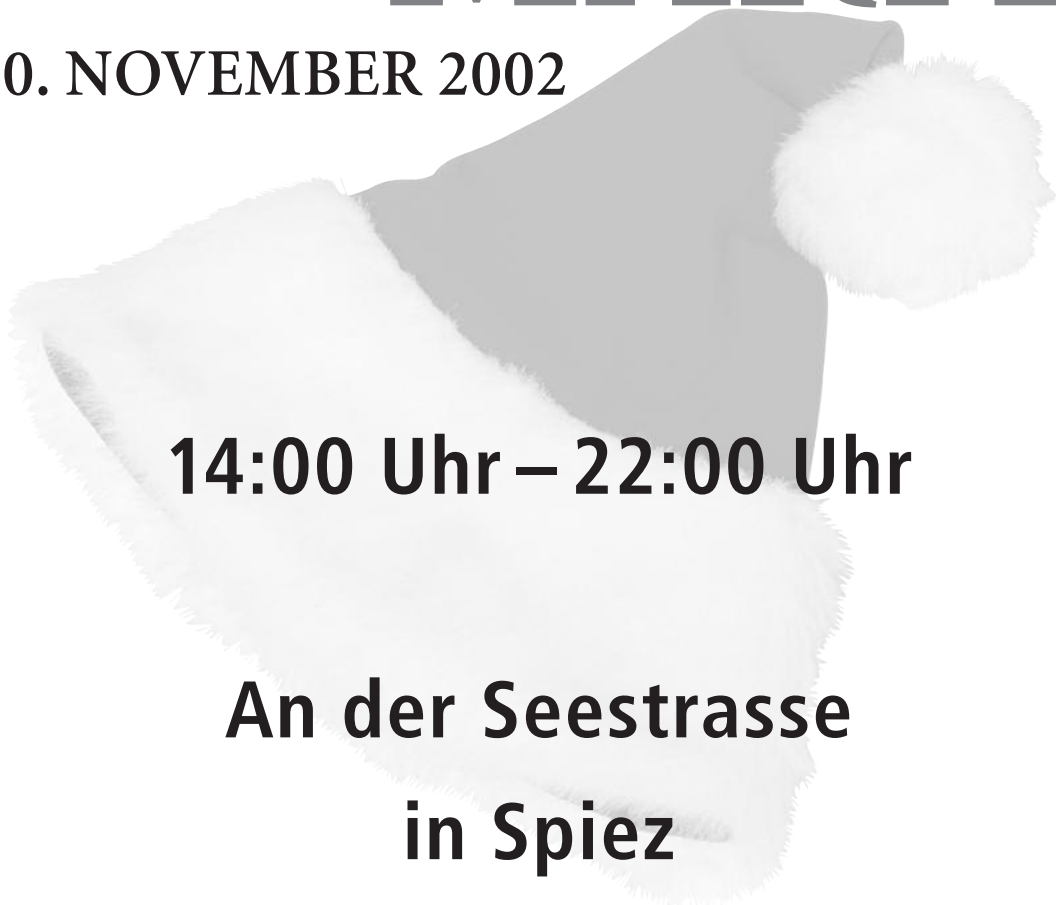 0. NOVEMBER 2002
14:00 Uhr – 22:00 Uhr
An der Seestrasse
in Spiez